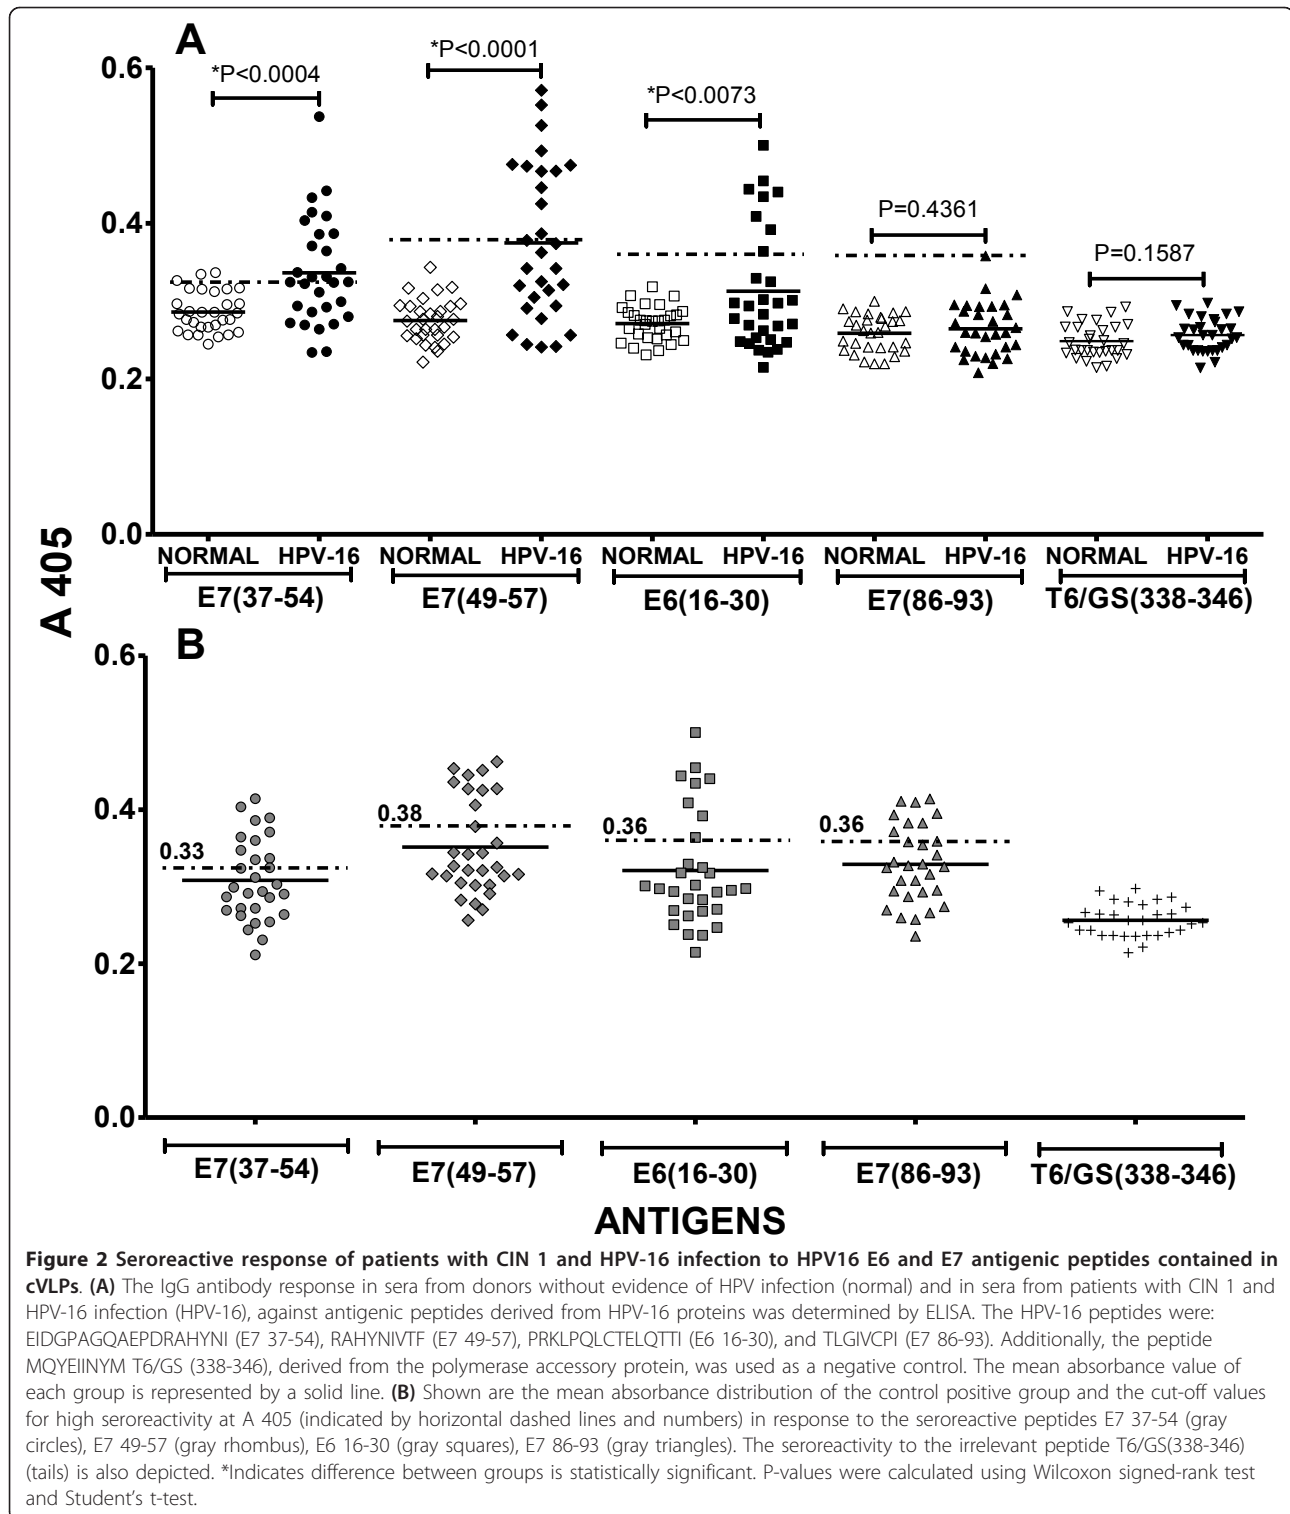 A
*P<0.0004
*P<0.0001
*P<0.0073
P=0.4361
P=0.1587
0.6
0.4
0.2
0.0
NORMAL HPV-16 NORMAL HPV-16 NORMAL HPV-16 NORMAL HPV-16 NORMAL HPV-16
E7(37-54) E7(49-57) E6(16-30) E7(86-93) T6/GS(338-346)
A 405
B
0.6
0.4
0.2
0.0
0.33
0.38
0.36
0.36
E7(37-54) E7(49-57) E6(16-30) E7(86-93) T6/GS(338-346)
ANTIGENS
Figure 2 Seroreactive response of patients with CIN 1 and HPV-16 infection to HPV16 E6 and E7 antigenic peptides contained in
cVLPs. (A) The IgG antibody response in sera from donors without evidence of HPV infection (normal) and in sera from patients with CIN 1 and
HPV-16 infection (HPV-16), against antigenic peptides derived from HPV-16 proteins was determined by ELISA. The HPV-16 peptides were:
EIDGPAGQAEPDRAHYNI (E7 37-54), RAHYNIVTF (E7 49-57), PRKLPQLCTELQTTI (E6 16-30), and TLGIVCPI (E7 86-93). Additionally, the peptide
MQYEIINYM T6/GS (338-346), derived from the polymerase accessory protein, was used as a negative control. The mean absorbance value of
each group is represented by a solid line. (B) Shown are the mean absorbance distribution of the control positive group and the cut-off values
for high seroreactivity at A 405 (indicated by horizontal dashed lines and numbers) in response to the seroreactive peptides E7 37-54 (gray
circles), E7 49-57 (gray rhombus), E6 16-30 (gray squares), E7 86-93 (gray triangles). The seroreactivity to the irrelevant peptide T6/GS(338-346)
(tails) is also depicted. *Indicates difference between groups is statistically significant. P-values were calculated using Wilcoxon signed-rank test
and Student's t-test.